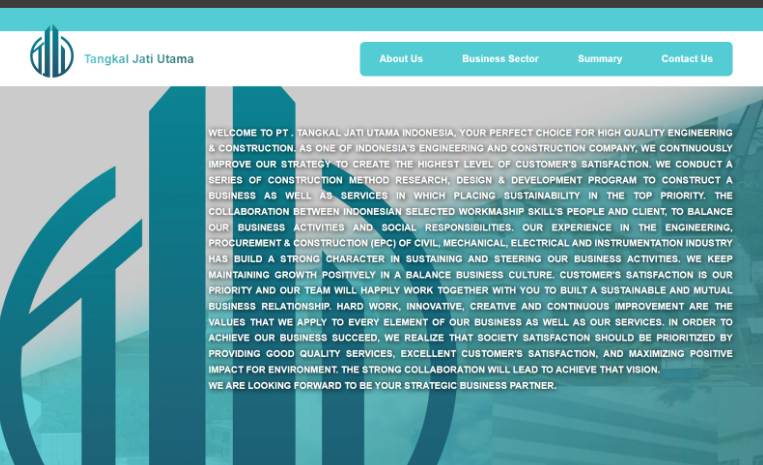 Tangkal Jati Utama
About Us
Business Sector
Summary
Contact Us
WELCOME TO PT . TANGKAL JATI UTAMA INDONESIA, YOUR PERFECT CHOICE FOR HIGH QUALITY ENGINEERING
& CONSTRUCTION. AS ONE OF INDONESIA'S ENGINEERING AND CONSTRUCTION COMPANY, WE CONTINUOUSLY
IMPROVE OUR STRATEGY TO CREATE THE HIGHEST LEVEL OF CUSTOMER'S SATISFACTION. WE CONDUCT A
SERIES OF CONSTRUCTION METHOD RESEARCH, DESIGN & DEVELOPMENT PROGRAM TO CONSTRUCT A
BUSINESS AS WELL AS SERVICES IN WHICH PLACING SUSTAINABILITY IN THE TOP PRIORITY. THE
COLLABORATION BETWEEN INDONESIAN SELECTED WORKMASHIP SKILL'S PEOPLE AND CLIENT, TO BALANCE
OUR BUSINESS ACTIVITIES AND SOCIAL RESPONSIBILITIES. OUR EXPERIENCE IN THE ENGINEERING,
PROCUREMENT & CONSTRUCTION (EPC) OF CIVIL, MECHANICAL, ELECTRICAL AND INSTRUMENTATION INDUSTRY
HAS BUILD A STRONG CHARACTER IN SUSTAINING AND STEERING OUR BUSINESS ACTIVITIES. WE KEEP
MAINTAINING GROWTH POSITIVELY IN A BALANCE BUSINESS CULTURE. CUSTOMER'S SATISFACTION IS OUR
PRIORITY AND OUR TEAM WILL HAPPILY WORK TOGETHER WITH YOU TO BUILT A SUSTAINABLE AND MUTUAL
BUSINESS RELATIONSHIP. HARD WORK, INNOVATIVE, CREATIVE AND CONTINUOUS IMPROVEMENT ARE THE
VALUES THAT WE APPLY TO EVERY ELEMENT OF OUR BUSINESS AS WELL AS OUR SERVICES. IN ORDER TO
ACHIEVE OUR BUSINESS SUCCEED, WE REALIZE THAT SOCIETY SATISFACTION SHOULD BE PRIORITIZED BY
PROVIDING GOOD QUALITY SERVICES, EXCELLENT CUSTOMER'S SATISFACTION, AND MAXIMIZING POSITIVE
IMPACT FOR ENVIRONMENT. THE STRONG COLLABORATION WILL LEAD TO ACHIEVE THAT VISION.
WE ARE LOOKING FORWARD TO BE YOUR STRATEGIC BUSINESS PARTNER.